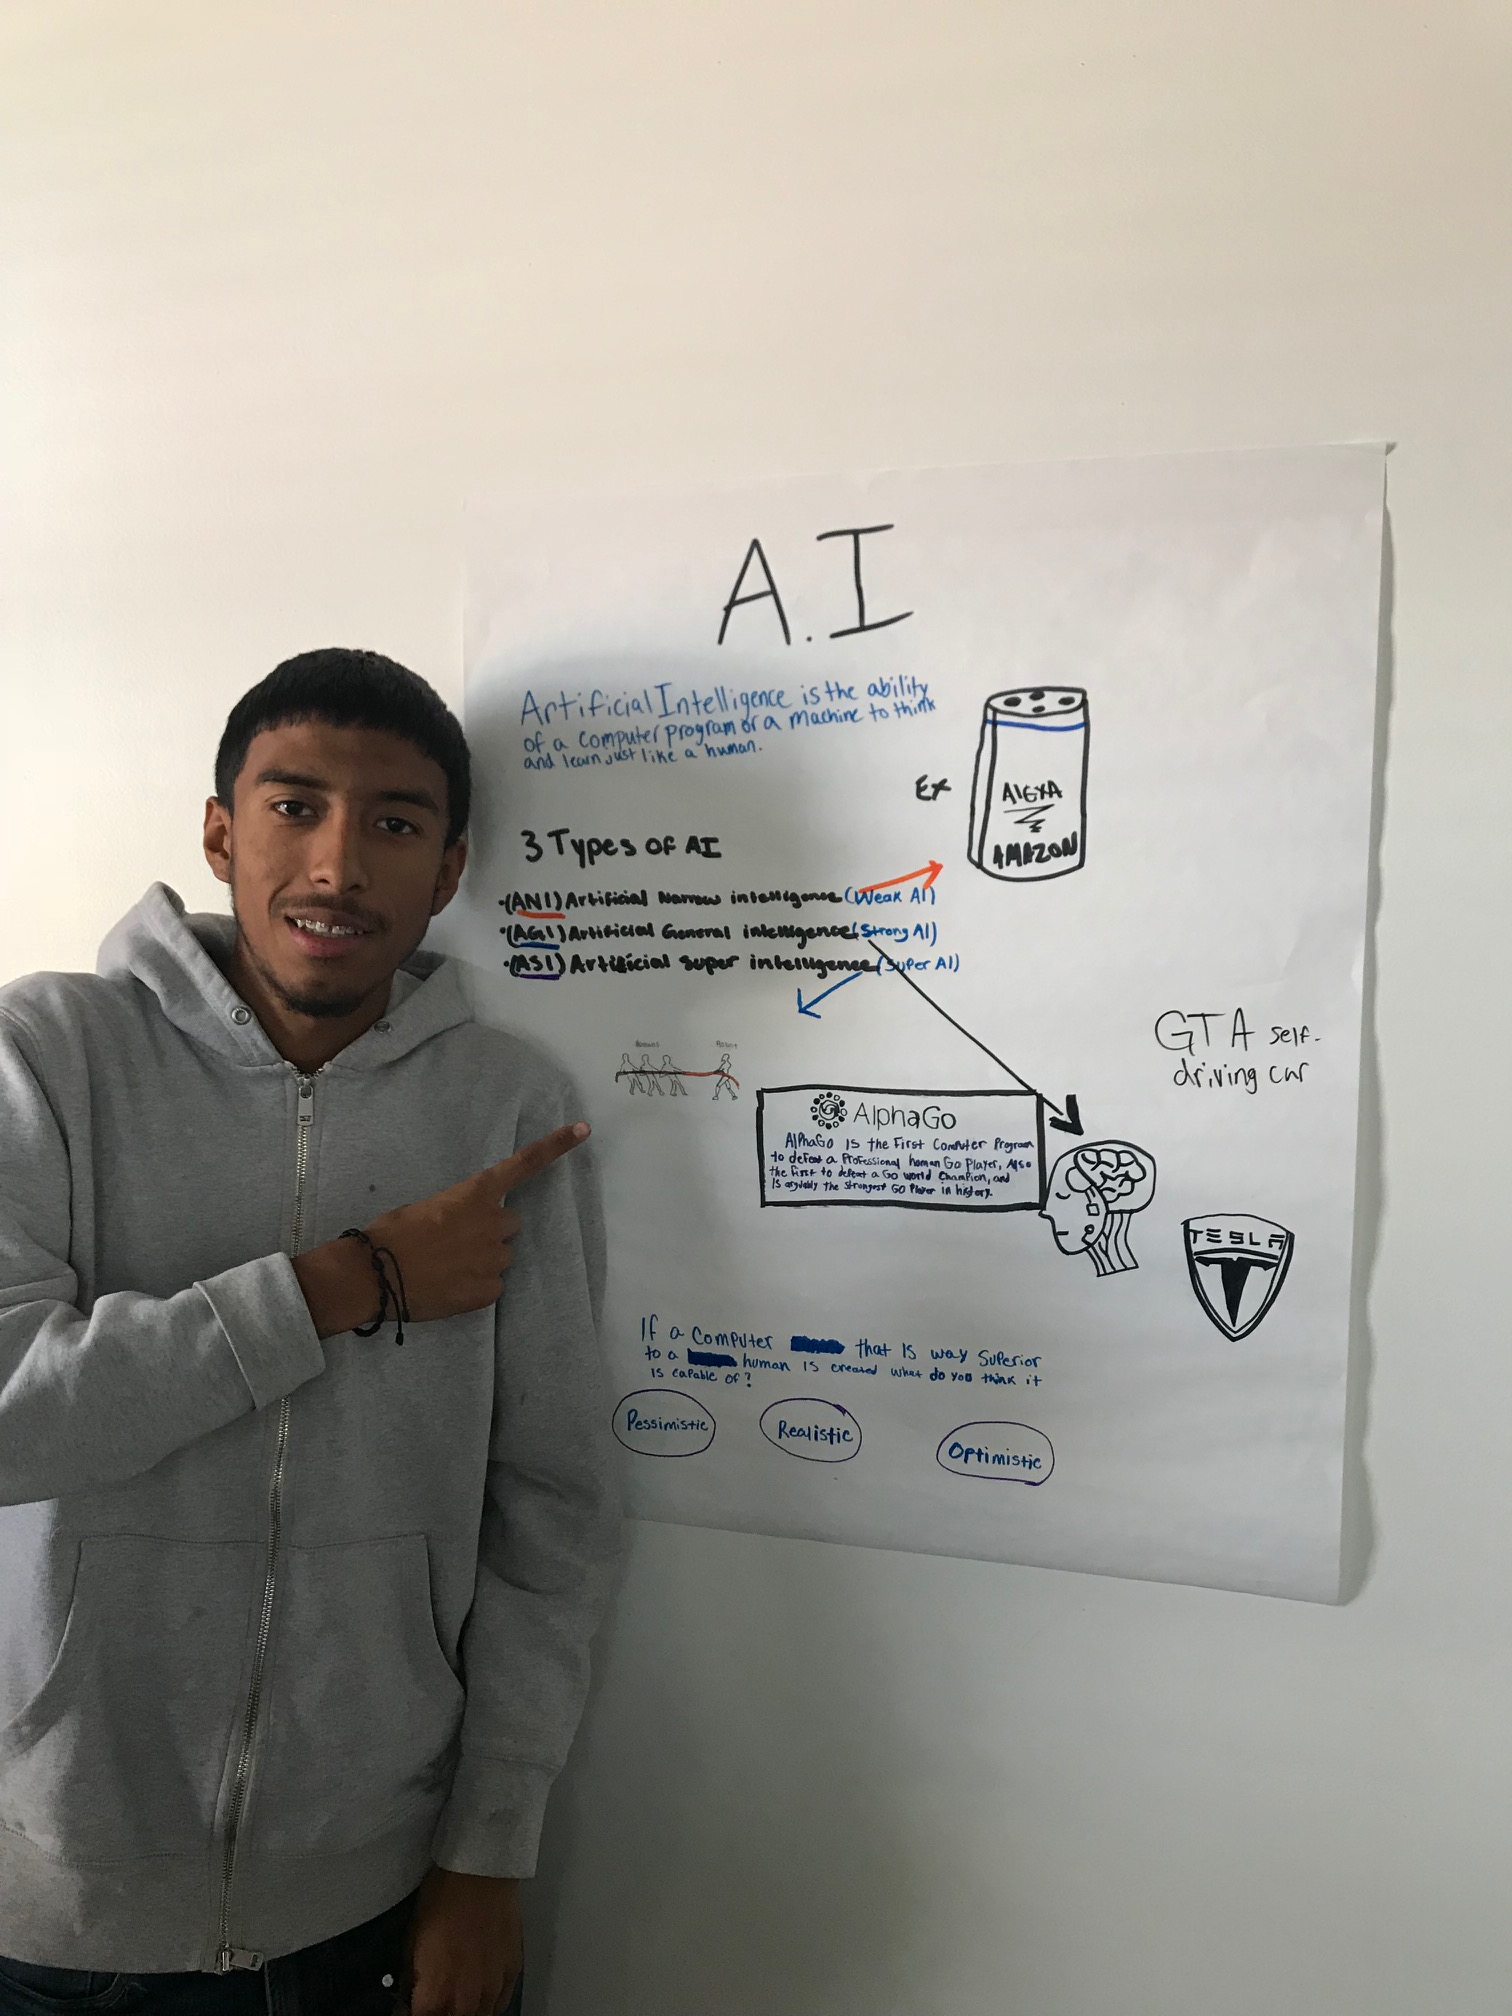 A.I
Artificial Intelligence is the ability
of a computer program or a machine to think
and learn just like a human.
Ex
AlEXA
AMAZON
3 Types of AI
•(ANI) Artificial Narrow intelligence (Weak AI)
•(AGI) Artificial General intelligence (Strong AI)
•(ASI) Artificial Super intelligence (Super AI)
Robot
GTA self-
driving car
AlphaGo
AlPhaGo is the First Computer Program
to defeat a Professional human Go Player, Also
the First to defeat a Go world Champion, and
is arguably the strongest GO Player in history.
TESLA
If a Computer that is way Superior
to a human is created what do you think it
is capable of?
Pessimistic
Realistic
Optimistic